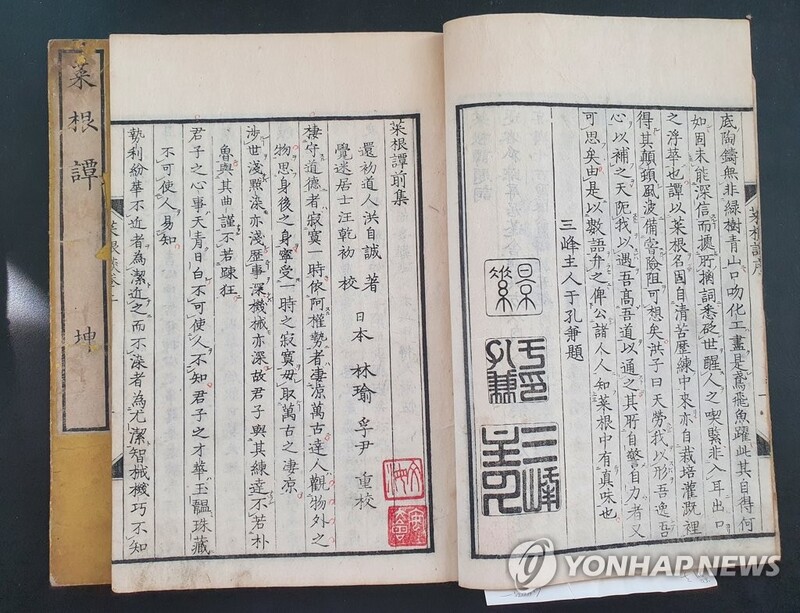 底陶鑄無非綠樹青山口吻化工盡是鳶飛魚躍此其自得何
如固未能深信而據所摛詞悉砭世醒人之喫緊非入耳出口
之浮華也譚以菜根名固自清苦歷練中來亦自栽培灌溉裡
得其顛頓風波備嘗險阻可想矣洪子曰天勞我以形吾逸吾
心以補之天阨我以遇吾高吾道以通之其所自警自力者又
可思矣由是以數語弁之俾公諸人人知菜根中有真味也
三峰主人于孔兼題
菜根譚序
菜根譚前集
還初道人洪自誠 著
覺迷居士汪乾初 校
日本 林瑜 孚尹 重校
棲守道德者寂寞一時依阿權勢者凄凉萬古達人觀物外之
物思身後之身寧受一時之寂寞毋取萬古之凄凉
涉世淺點染亦淺歷事深機械亦深故君子與其練達不若朴
魯與其曲謹不若疎狂
君子之心事天青日白不可使人不知君子之才華玉韞珠藏
不可使人易知
勢利紛華不近者為潔近之而不染者為尤潔智械機巧不知
菜根譚 坤
YONHAP NEWS